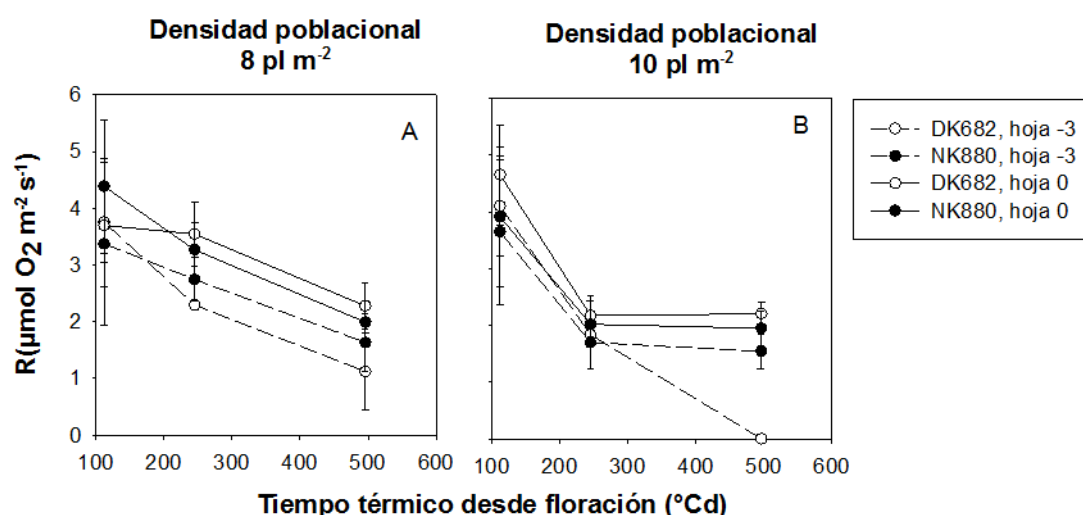 Densidad poblacional
8 pl m⁻²
Densidad poblacional
10 pl m⁻²
A
B
R(µmol O₂ m⁻² s⁻¹)
6
5
4
3
2
1
0
100 200 300 400 500 600
100 200 300 400 500 600
Tiempo térmico desde floración (ºCd)
DK682, hoja -3
NK880, hoja -3
DK682, hoja 0
NK880, hoja 0